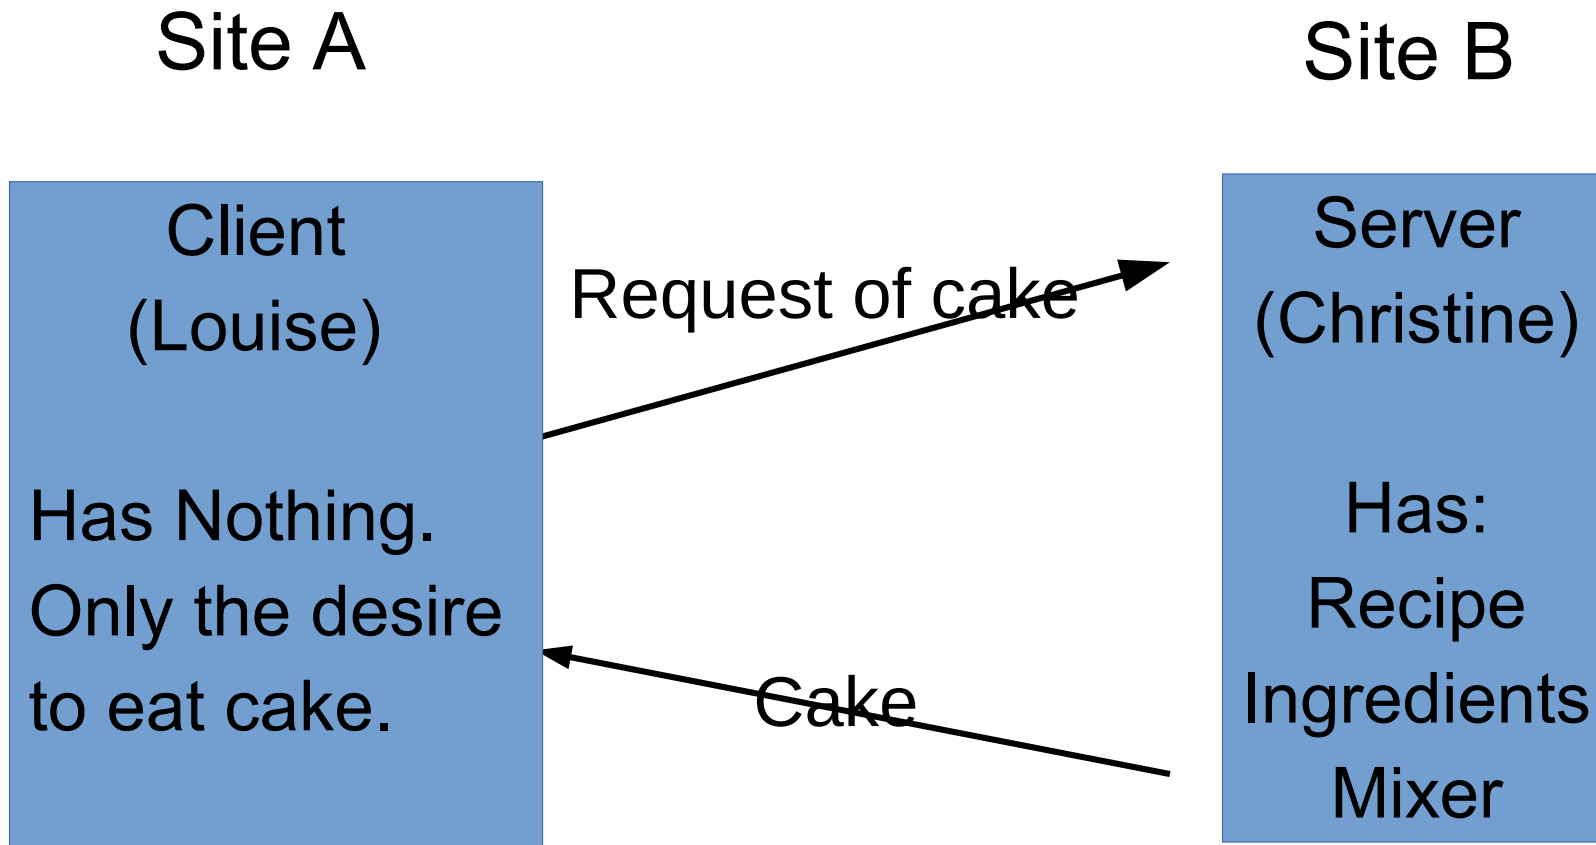 Site A
Site B
Client
(Louise)
Has Nothing.
Only the desire
to eat cake.
Request of cake
Cake
Server
(Christine)
Has:
Recipe
Ingredients
Mixer